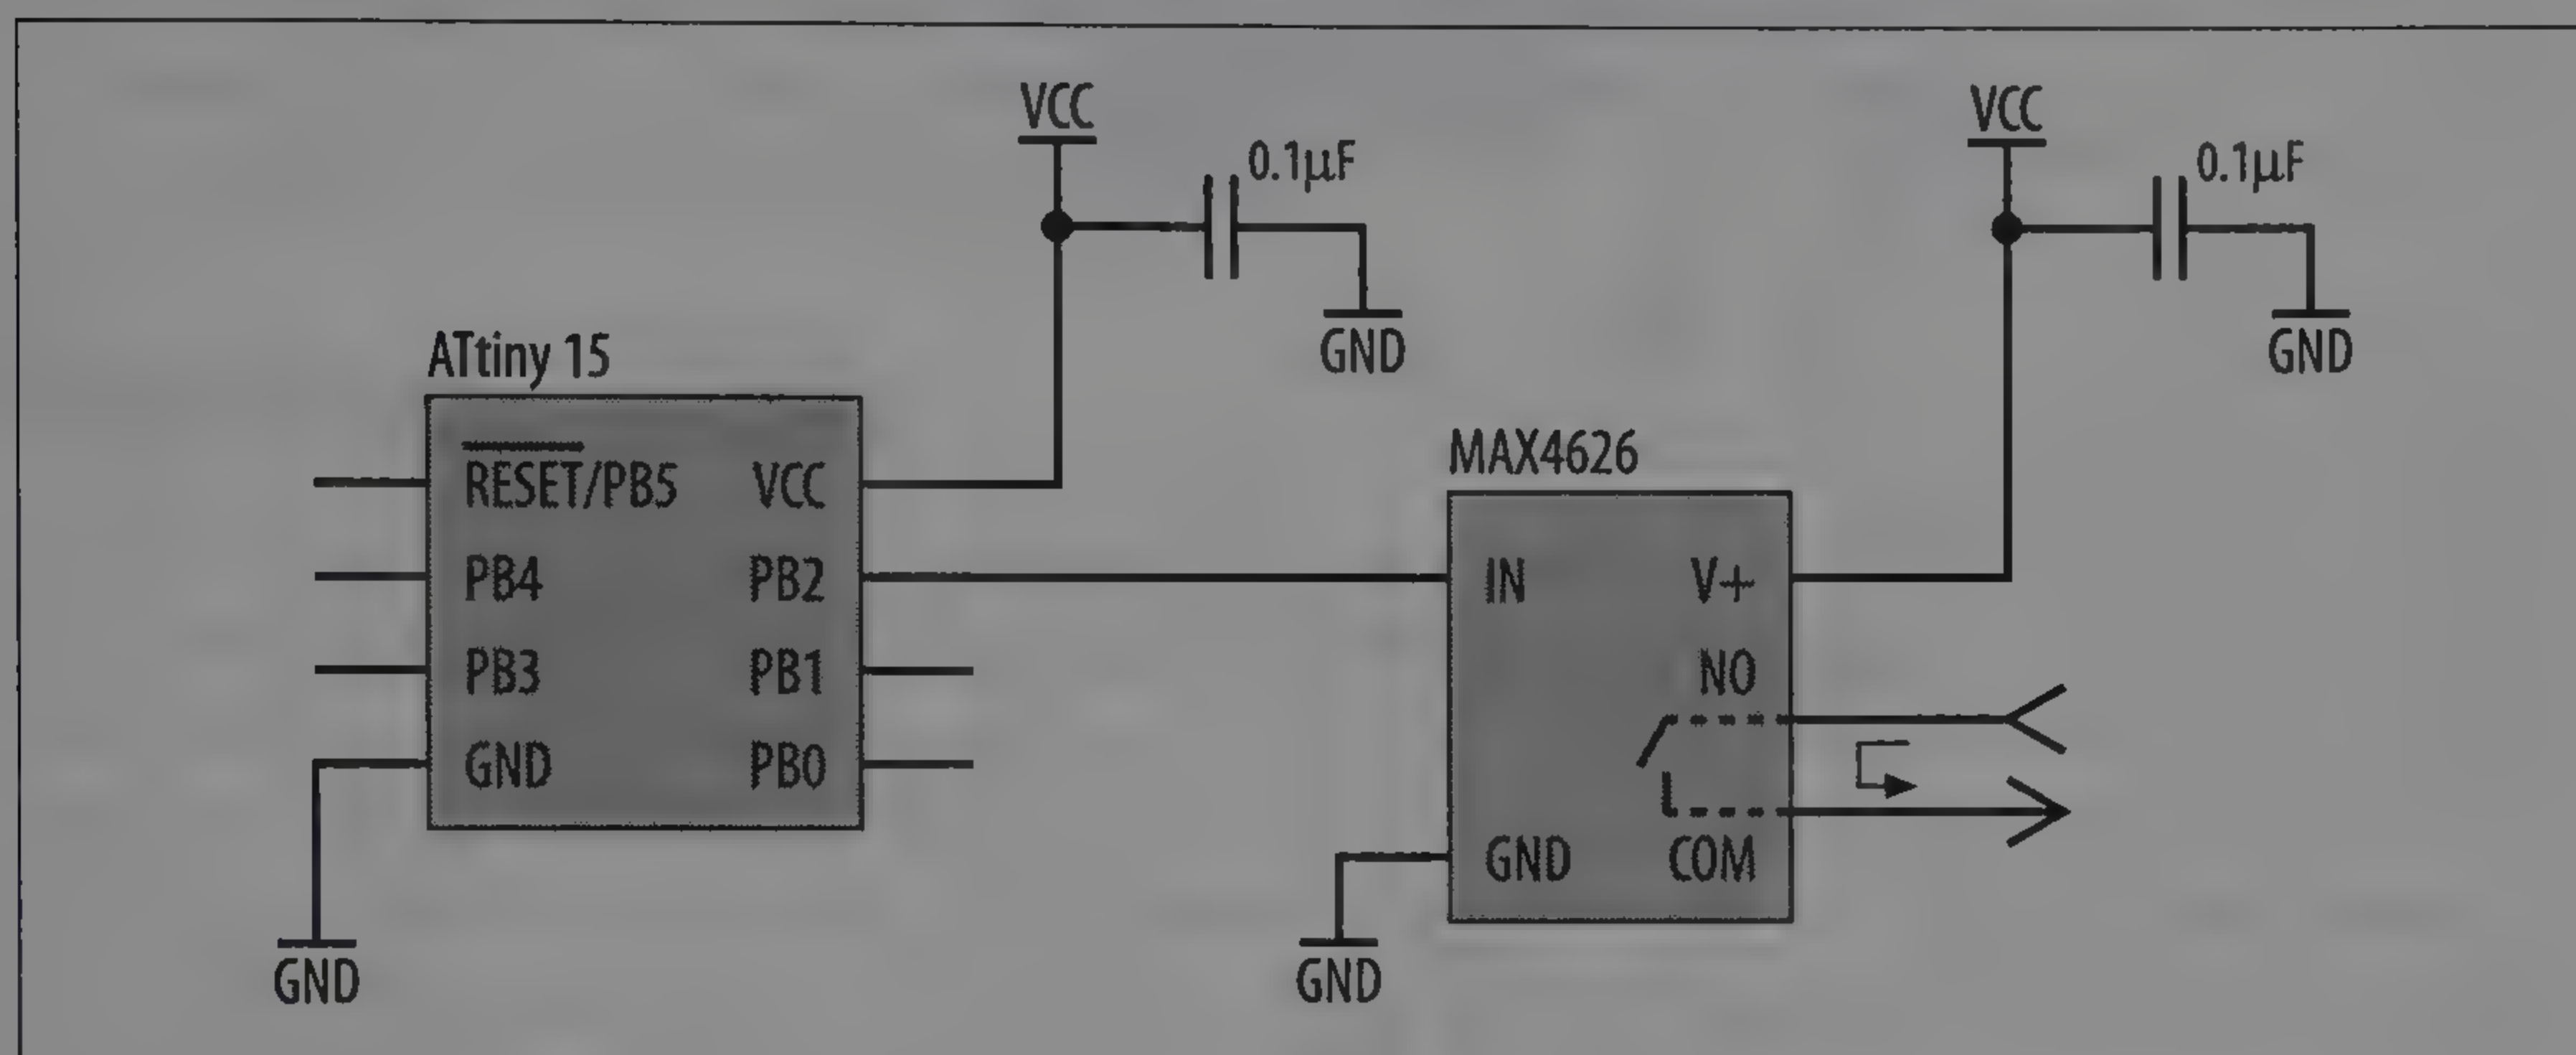 VCC
0.1µF
GND
VCC
0.1µF
GND
ATtiny 15
RESET/PB5 VCC
PB4 PB2
PB3 PB1
GND PB0
GND
MAX4626
IN V+
NO
GND COM
GND